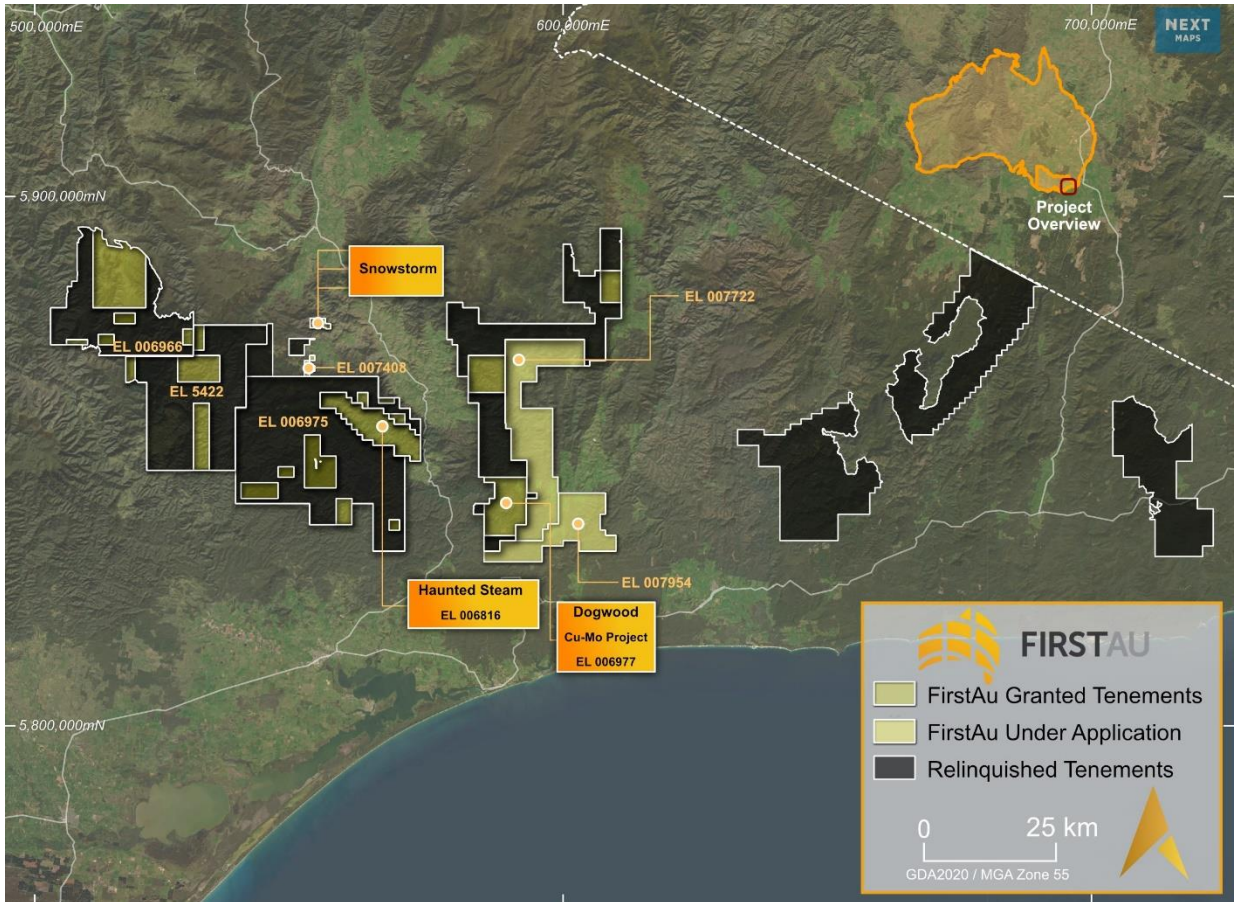 500,000mE
600,000mE
700,000mE
NEXT
MAPS
5,900,000mN
Project
Overview
Snowstorm
EL 007722
EL 006966
EL 007408
EL 5422
EL 006975
EL 007954
Haunted Steam
EL 006816
Dogwood
Cu-Mo Project
EL 006977
5,800,000mN
FIRSTAU
FirstAu Granted Tenements
FirstAu Under Application
Relinquished Tenements
0 25 km
GDA2020 / MGA Zone 55